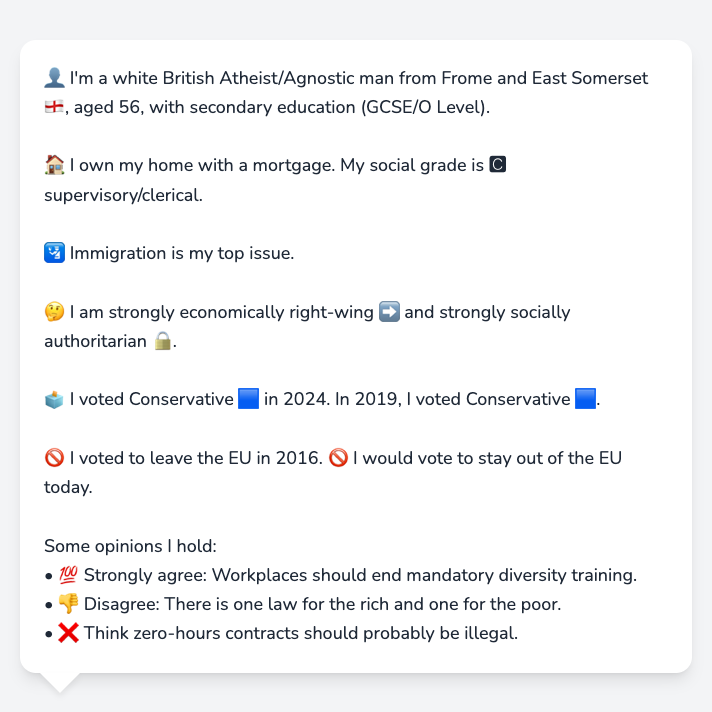 👤 I'm a white British Atheist/Agnostic man from Frome and East Somerset
🏴󠁧󠁢󠁥󠁮󠁧󠁿, aged 56, with secondary education (GCSE/O Level).
🏠 I own my home with a mortgage. My social grade is 🅲
supervisory/clerical.
🛂 Immigration is my top issue.
🤔 I am strongly economically right-wing ➡️ and strongly socially
authoritarian 🔒.
🗳️ I voted Conservative 🟦 in 2024. In 2019, I voted Conservative 🟦.
🚫 I voted to leave the EU in 2016. 🚫 I would vote to stay out of the EU
today.
Some opinions I hold:
• 💯 Strongly agree: Workplaces should end mandatory diversity training.
• 👎 Disagree: There is one law for the rich and one for the poor.
• ❌ Think zero-hours contracts should probably be illegal.